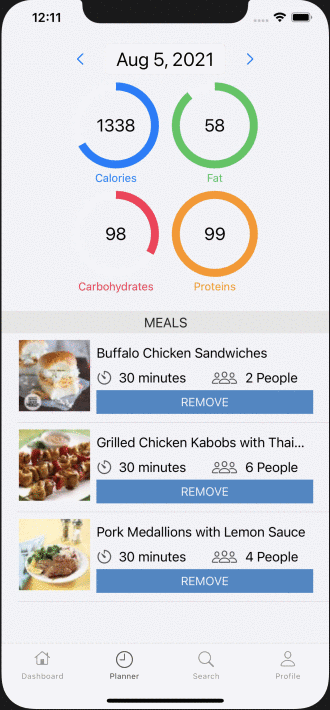 12:11
Aug 5, 2021
1338
58
Calories
Fat
98
99
Carbohydrates
Proteins
MEALS
Buffalo Chicken Sandwiches
30 minutes
2 People
REMOVE
Grilled Chicken Kabobs with Thai...
30 minutes
6 People
REMOVE
Pork Medallions with Lemon Sauce
30 minutes
4 People
REMOVE
Dashboard
Planner
Search
Profile